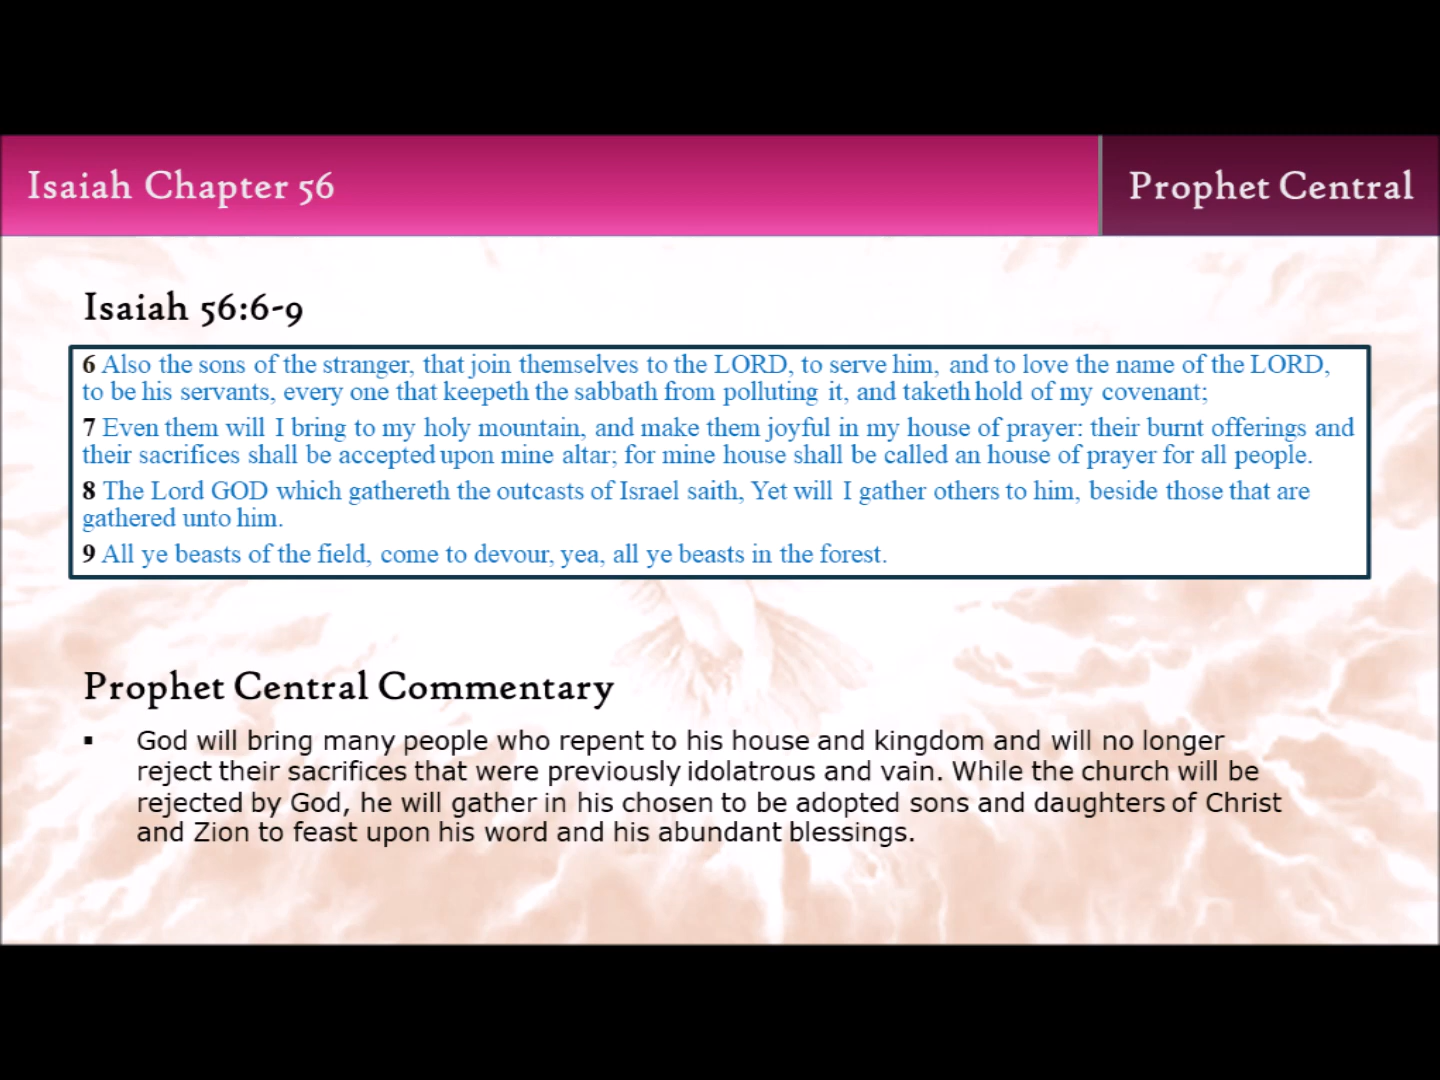 Isaiah Chapter 56
Prophet Central
Isaiah 56:6-9
6 Also the sons of the stranger, that join themselves to the LORD, to serve him, and to love the name of the LORD,
to be his servants, every one that keepeth the sabbath from polluting it, and taketh hold of my covenant;
7 Even them will I bring to my holy mountain, and make them joyful in my house of prayer: their burnt offerings and
their sacrifices shall be accepted upon mine altar; for mine house shall be called an house of prayer for all people.
8 The Lord GOD which gathereth the outcasts of Israel saith, Yet will I gather others to him, beside those that are
gathered unto him.
9 All ye beasts of the field, come to devour, yea, all ye beasts in the forest.
Prophet Central Commentary
▪ God will bring many people who repent to his house and kingdom and will no longer
reject their sacrifices that were previously idolatrous and vain. While the church will be
rejected by God, he will gather in his chosen to be adopted sons and daughters of Christ
and Zion to feast upon his word and his abundant blessings.